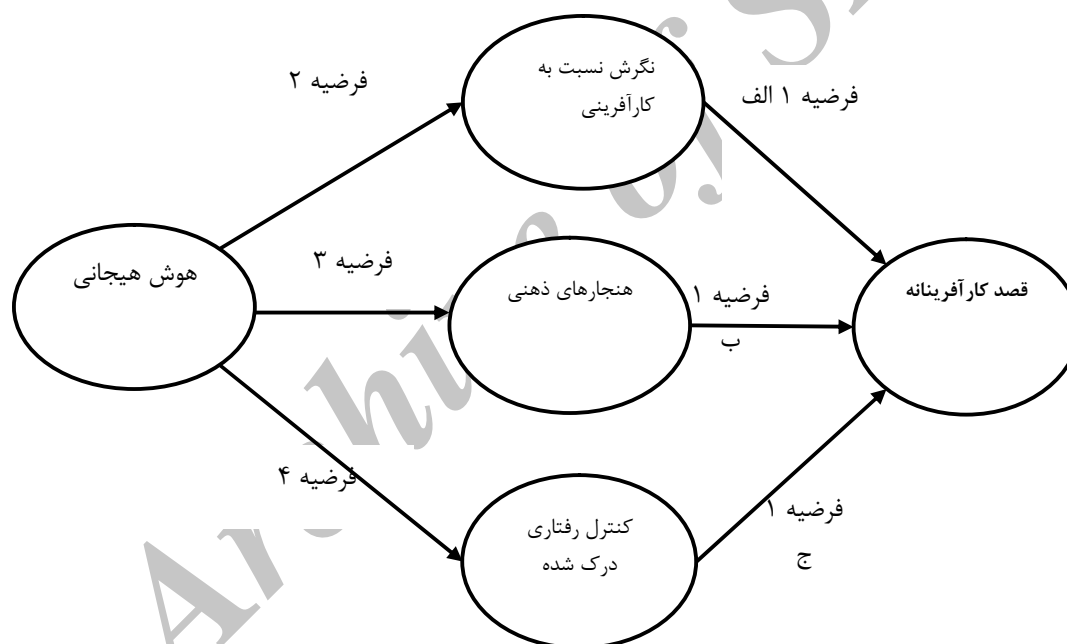 نگرش نسبت به
کارآفرینی
فرضیه ۲
فرضیه ۱ الف
هوش هیجانی
فرضیه ۳
هنجارهای ذهنی
فرضیه ۱
ب
قصد کارآفرینانه
فرضیه ۴
کنترل رفتاری
درک شده
فرضیه ۱
ج